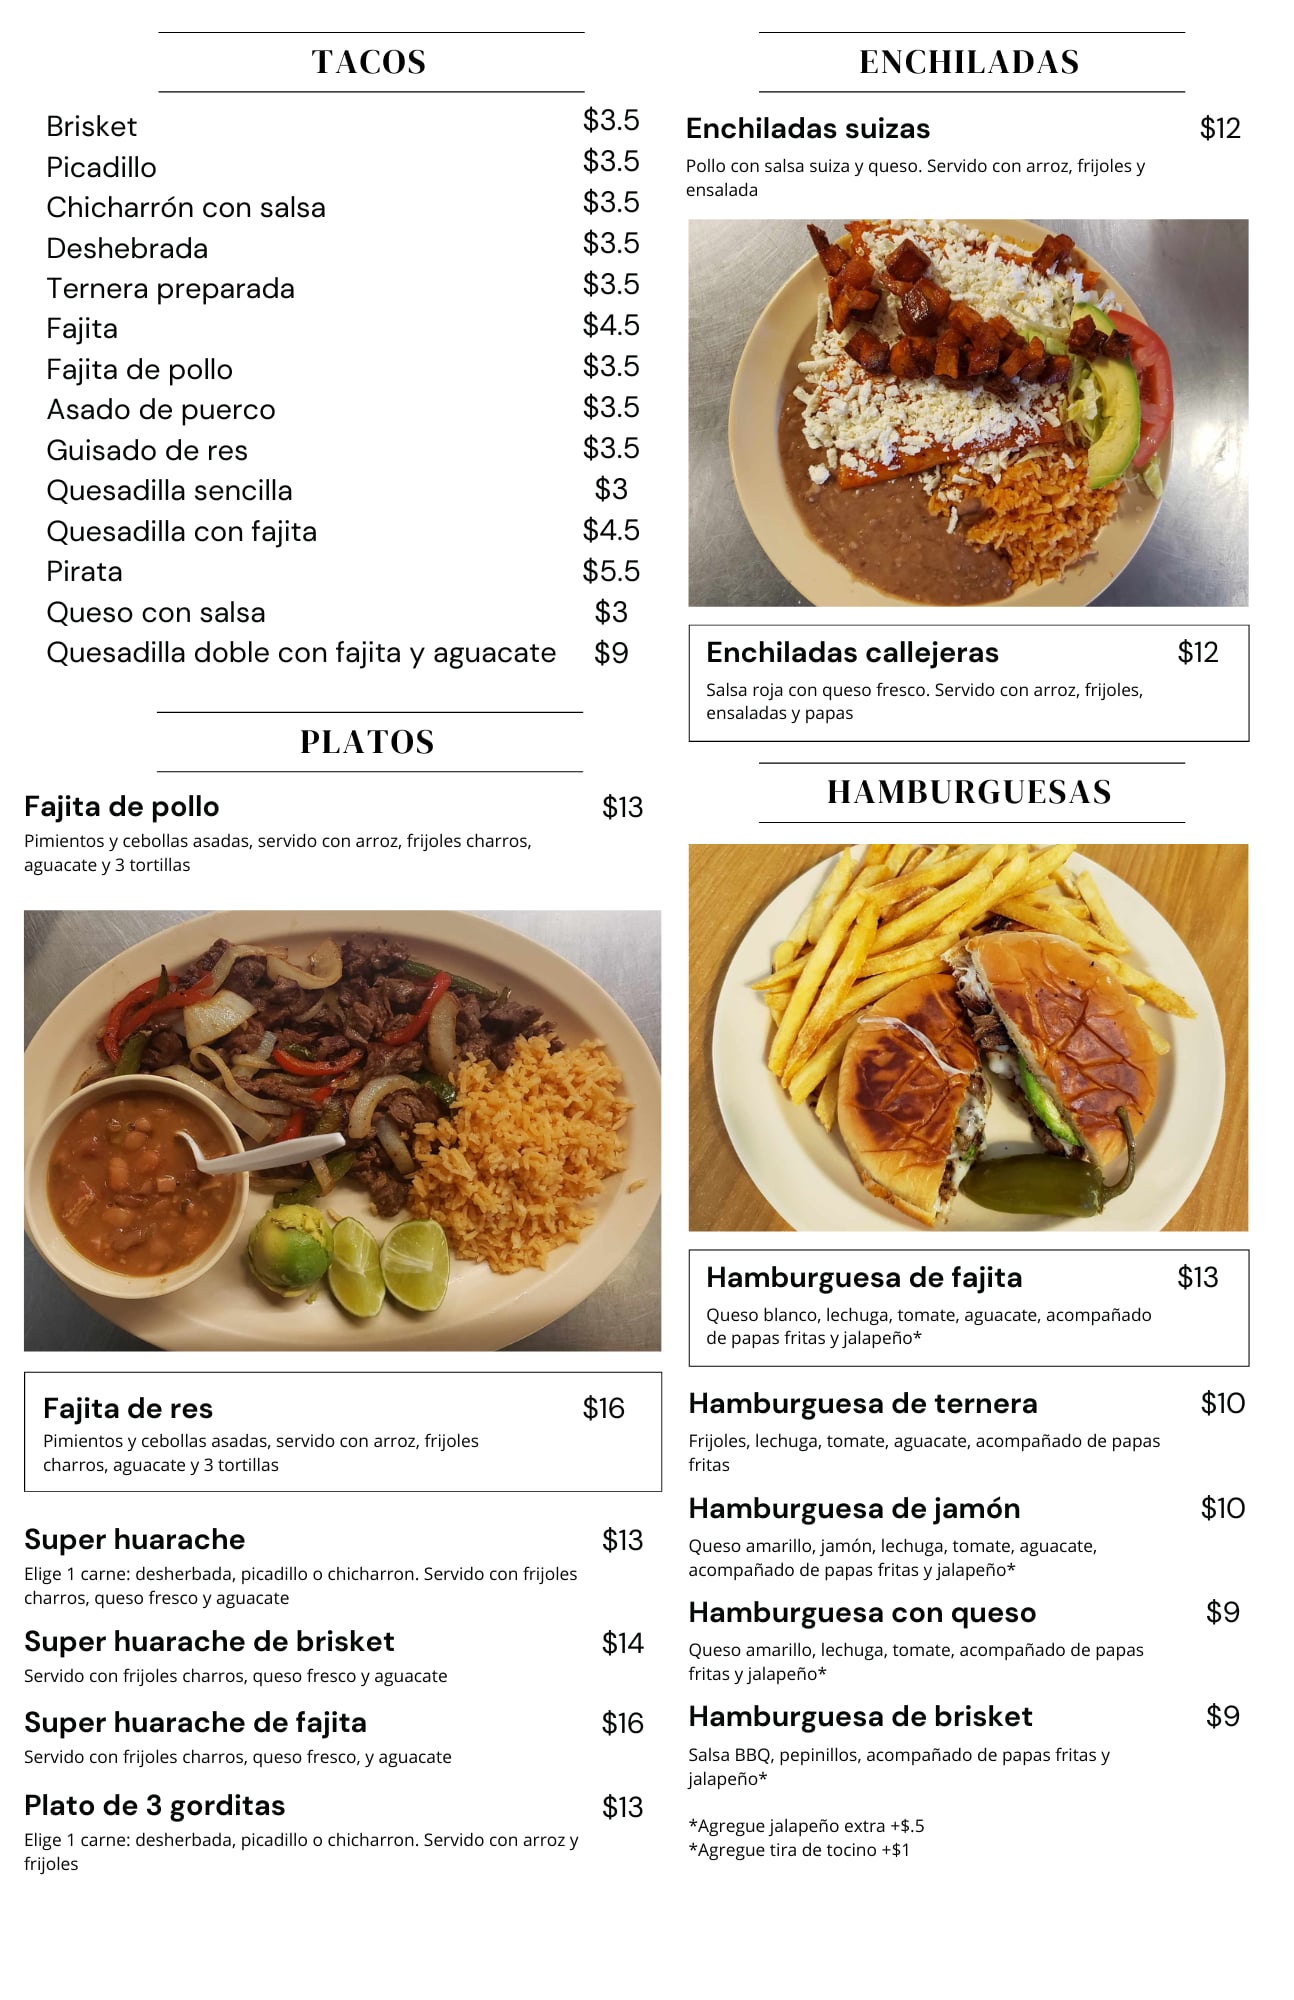 TACOS
Brisket $3.5
Picadillo $3.5
Chicharrón con salsa $3.5
Deshebrada $3.5
Ternera preparada $3.5
Fajita $4.5
Fajita de pollo $3.5
Asado de puerco $3.5
Guisado de res $3.5
Quesadilla sencilla $3
Quesadilla con fajita $4.5
Pirata $5.5
Queso con salsa $3
Quesadilla doble con fajita y aguacate $9
PLATOS
Fajita de pollo $13
Pimientos y cebollas asadas, servido con arroz, frijoles charros,
aguacate y 3 tortillas
Fajita de res $16
Pimientos y cebollas asadas, servido con arroz, frijoles
charros, aguacate y 3 tortillas
Super huarache $13
Elige 1 carne: desherbada, picadillo o chicharron. Servido con frijoles
charros, queso fresco y aguacate
Super huarache de brisket $14
Servido con frijoles charros, queso fresco y aguacate
Super huarache de fajita $16
Servido con frijoles charros, queso fresco, y aguacate
Plato de 3 gorditas $13
Elige 1 carne: desherbada, picadillo o chicharron. Servido con arroz y
frijoles
ENCHILADAS
Enchiladas suizas $12
Pollo con salsa suiza y queso. Servido con arroz, frijoles y
ensalada
Enchiladas callejeras $12
Salsa roja con queso fresco. Servido con arroz, frijoles,
ensaladas y papas
HAMBURGUESAS
Hamburguesa de fajita $13
Queso blanco, lechuga, tomate, aguacate, acompañado
de papas fritas y jalapeño*
Hamburguesa de ternera $10
Frijoles, lechuga, tomate, aguacate, acompañado de papas
fritas
Hamburguesa de jamón $10
Queso amarillo, jamón, lechuga, tomate, aguacate,
acompañado de papas fritas y jalapeño*
Hamburguesa con queso $9
Queso amarillo, lechuga, tomate, acompañado de papas
fritas y jalapeño*
Hamburguesa de brisket $9
Salsa BBQ, pepinillos, acompañado de papas fritas y
jalapeño*
*Agregue jalapeño extra +$.5
*Agregue tira de tocino +$1